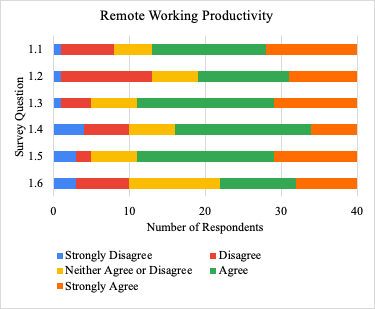 Remote Working Productivity
Survey Question
1.1
1.2
1.3
1.4
1.5
1.6
0 10 20 30 40
Number of Respondents
Strongly Disagree Disagree
Neither Agree or Disagree Agree
Strongly Agree